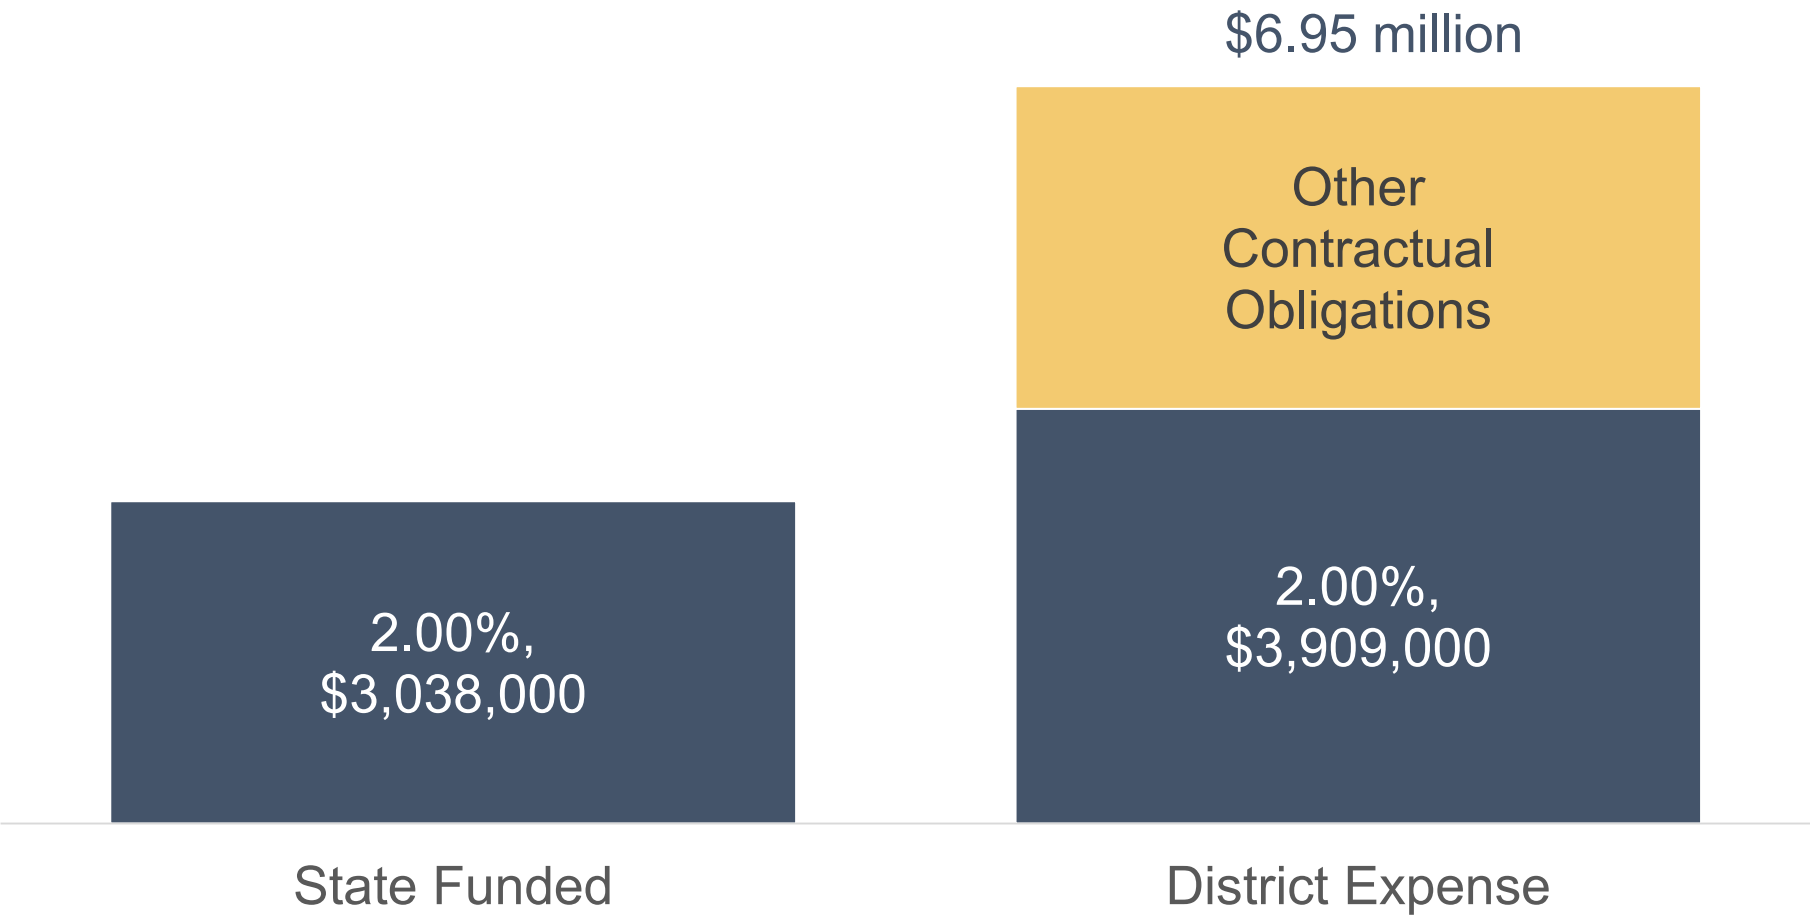 $6.95 million
Other
Contractual
Obligations
2.00%,
$3,909,000
2.00%,
$3,038,000
State Funded
District Expense